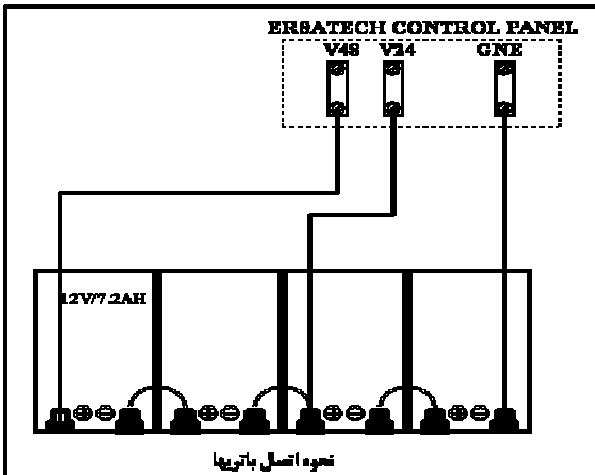 ERSATECH CONTROL PANEL
V48 V24 GNE
12V/7.2AH
نحوه اتصال باتریها